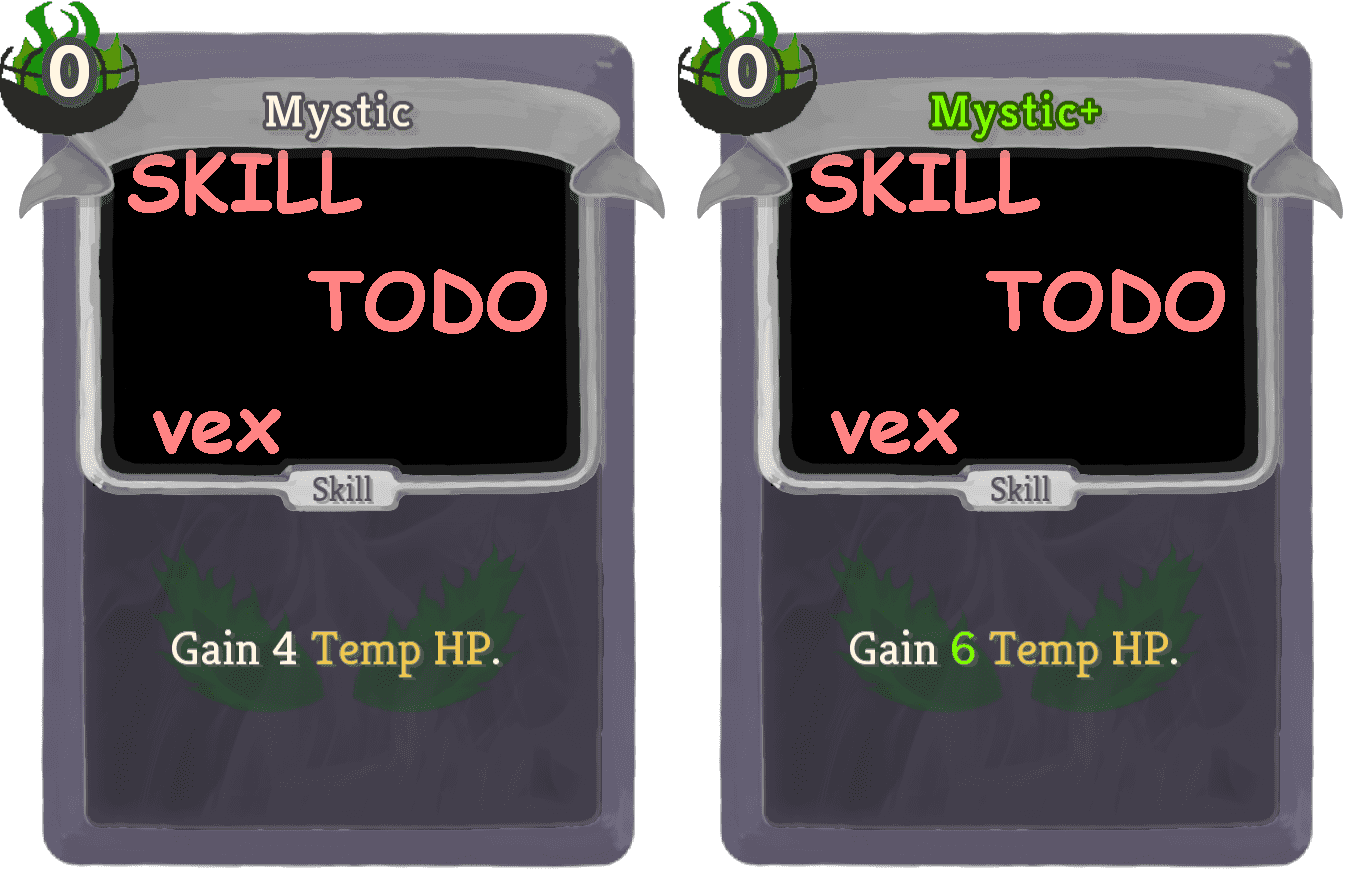 0
Mystic
SKILL
TODO
vex
Skill
Gain 4 Temp HP.
0
Mystic+
SKILL
TODO
vex
Skill
Gain 6 Temp HP.